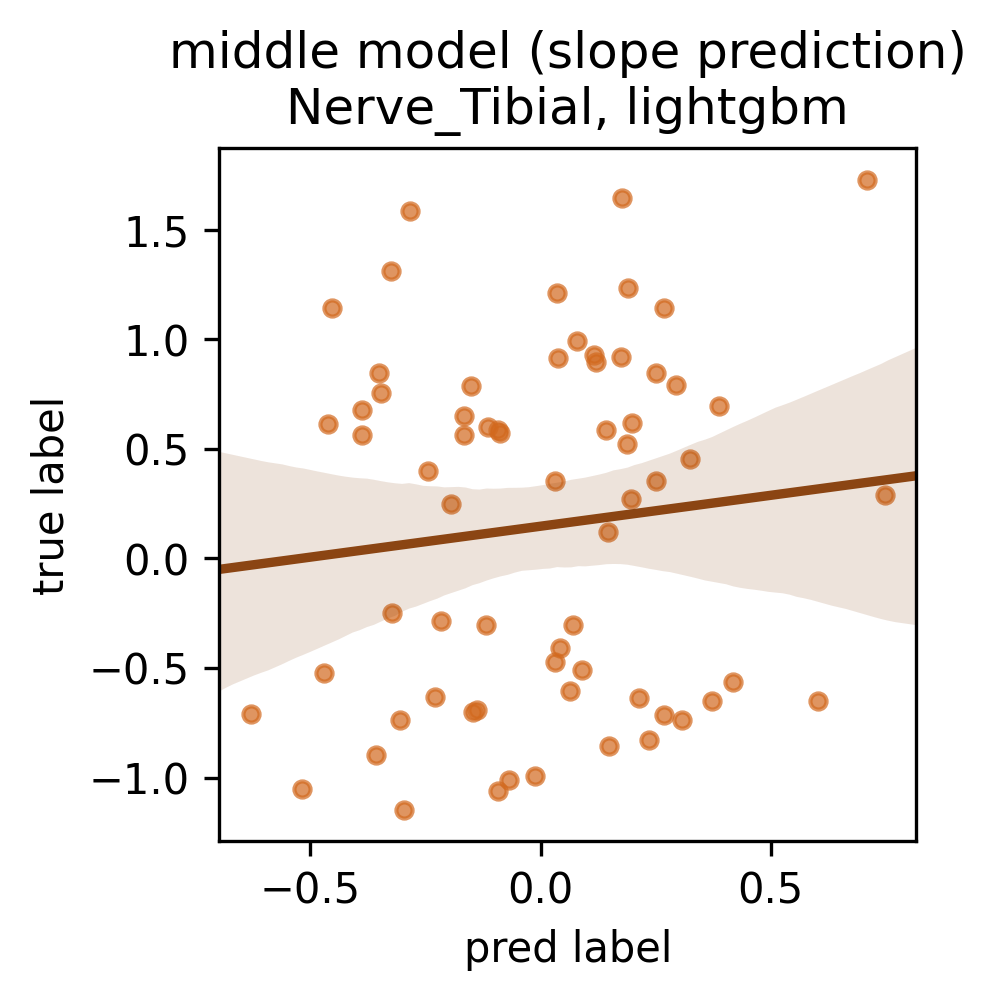 middle model (slope prediction)
Nerve_Tibial, lightgbm
1.5
1.0
0.5
0.0
−0.5
−1.0
true label
−0.5
0.0
0.5
pred label